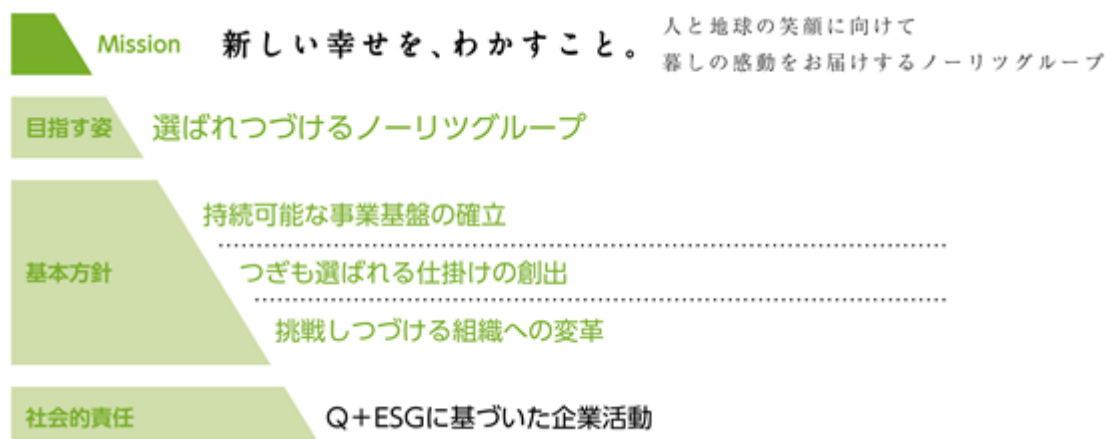 Mission 新しい幸せを、わかすこと。
人と地球の笑顔に向けて
暮しの感動をお届けするノーリツグループ
目指す姿 選ばれつづけるノーリツグループ
持続可能な事業基盤の確立
基本方針 つぎも選ばれる仕掛けの創出
挑戦しつづける組織への変革
社会的責任 Q+ESGに基づいた企業活動